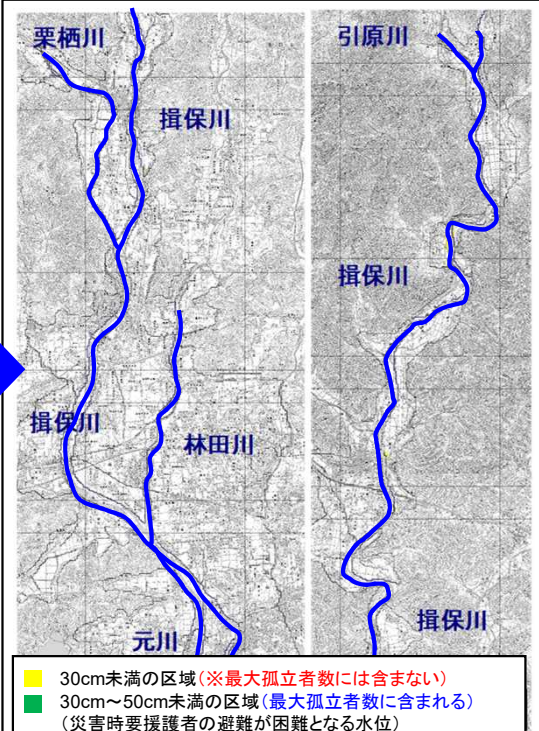 栗栖川
揖保川
揖保川
林田川
元川
引原川
揖保川
揖保川
30cm未満の区域(※最大孤立者数には含まない)
30cm～50cm未満の区域(最大孤立者数に含まれる)
(災害時要援護者の避難が困難となる水位)